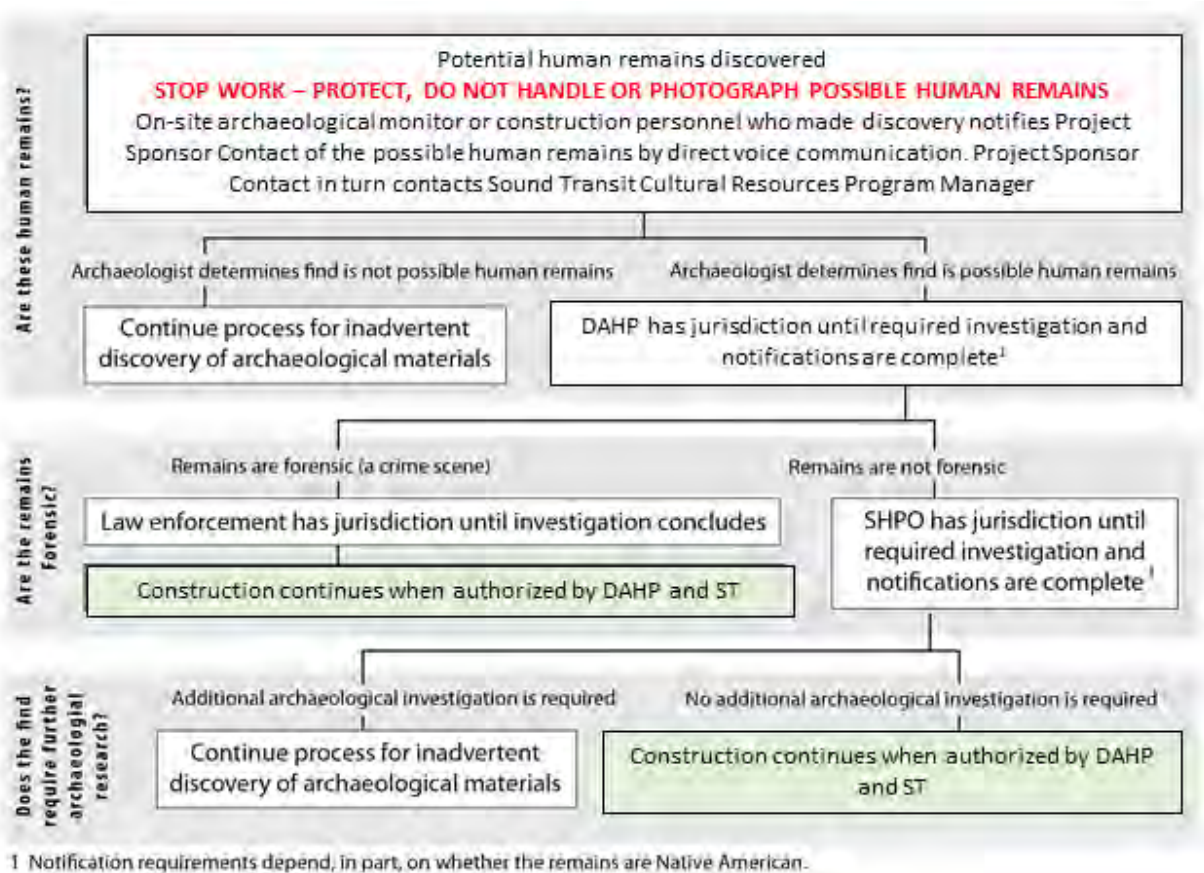 Are these human remains?
Potential human remains discovered
STOP WORK – PROTECT, DO NOT HANDLE OR PHOTOGRAPH POSSIBLE HUMAN REMAINS
On-site archaeological monitor or construction personnel who made discovery notifies Project
Sponsor Contact of the possible human remains by direct voice communication. Project Sponsor
Contact in turn contacts Sound Transit Cultural Resources Program Manager
Archaeologist determines find is not possible human remains
Archaeologist determines find is possible human remains
Continue process for inadvertent
discovery of archaeological materials
DAHP has jurisdiction until required investigation and
notifications are complete¹
Are the remains
Forensic?
Remains are forensic (a crime scene)
Remains are not forensic
Law enforcement has jurisdiction until investigation concludes
Construction continues when authorized by DAHP and ST
SHPO has jurisdiction until
required investigation and
notifications are complete¹
Does the find
require further
archaeologial
research?
Additional archaeological investigation is required
No additional archaeological investigation is required
Continue process for inadvertent
discovery of archaeological materials
Construction continues when authorized by DAHP
and ST
1 Notification requirements depend, in part, on whether the remains are Native American.